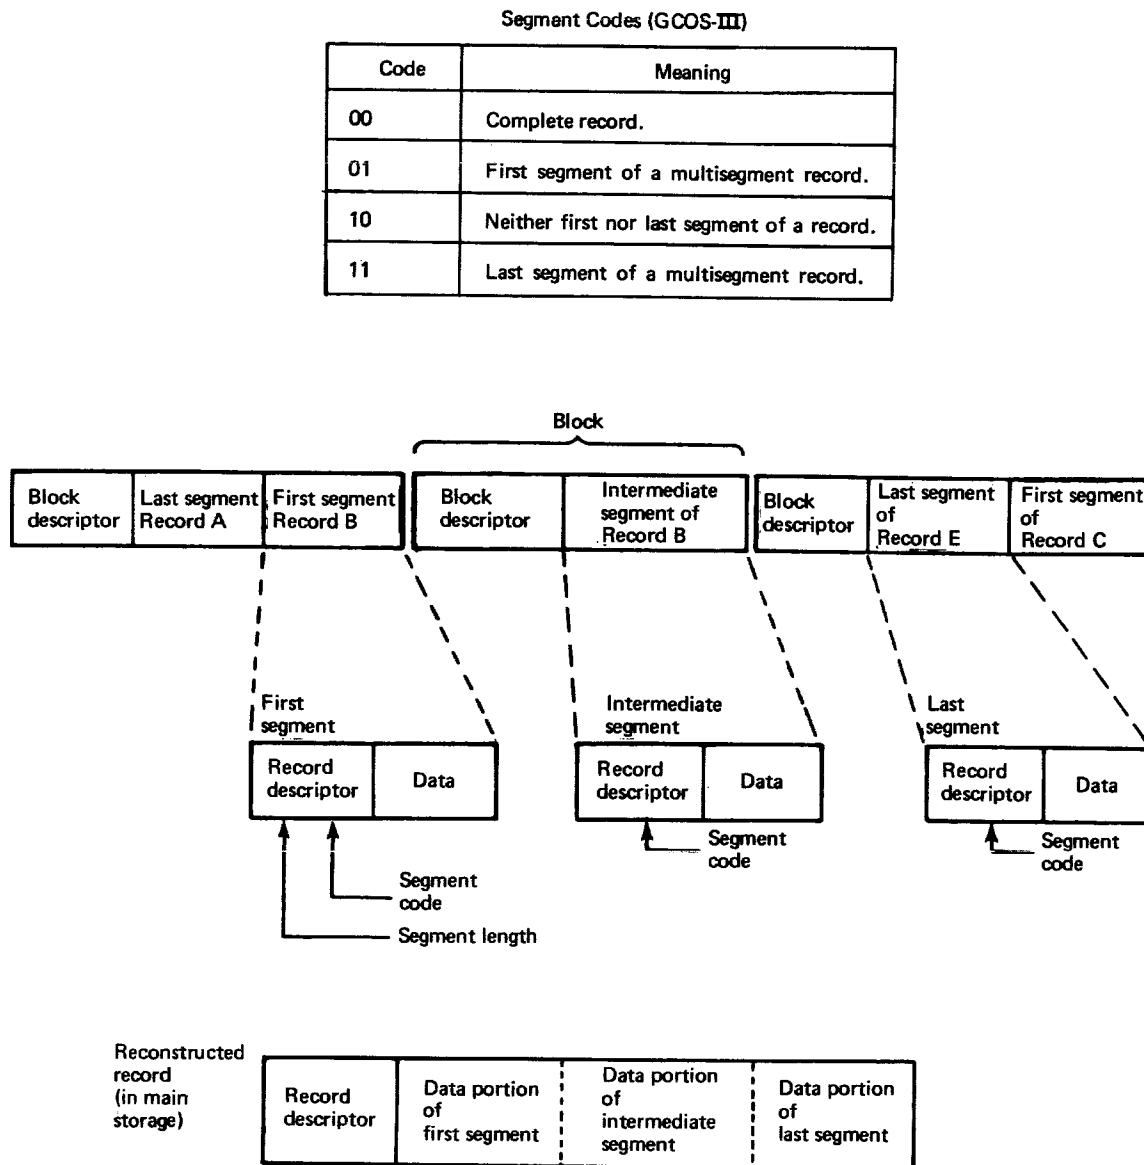 Segment Codes (GCOS-III)
Code Meaning
00 Complete record.
01 First segment of a multisegment record.
10 Neither first nor last segment of a record.
11 Last segment of a multisegment record.
Block
Block
descriptor
Last segment
Record A
First segment
Record B
Block
descriptor
Intermediate
segment of
Record B
Block
descriptor
Last segment
of
Record E
First segment
of
Record C
First
segment
Record
descriptor
Data
Segment
code
Segment length
Intermediate
segment
Record
descriptor
Data
Segment
code
Last
segment
Record
descriptor
Data
Segment
code
Reconstructed
record
(in main
storage)
Record
descriptor
Data portion
of
first segment
Data portion
of
intermediate
segment
Data portion
of
last segment